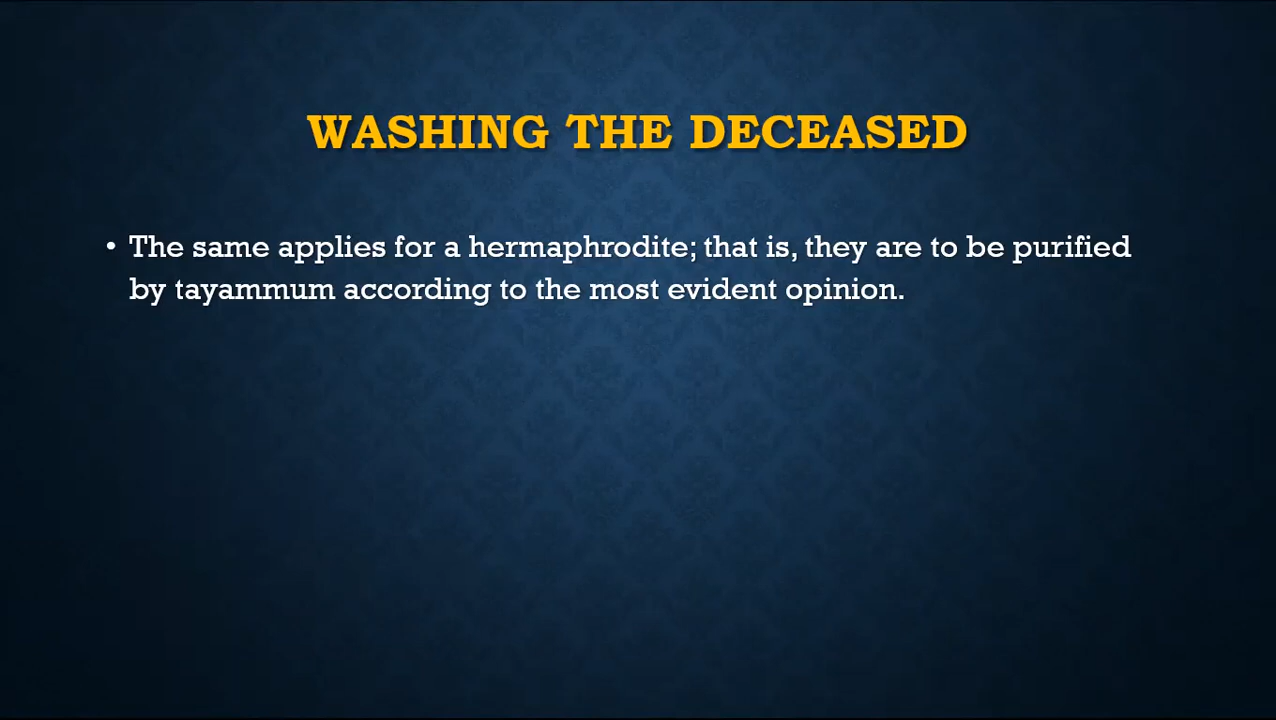 WASHING THE DECEASED
• The same applies for a hermaphrodite; that is, they are to be purified
by tayammum according to the most evident opinion.